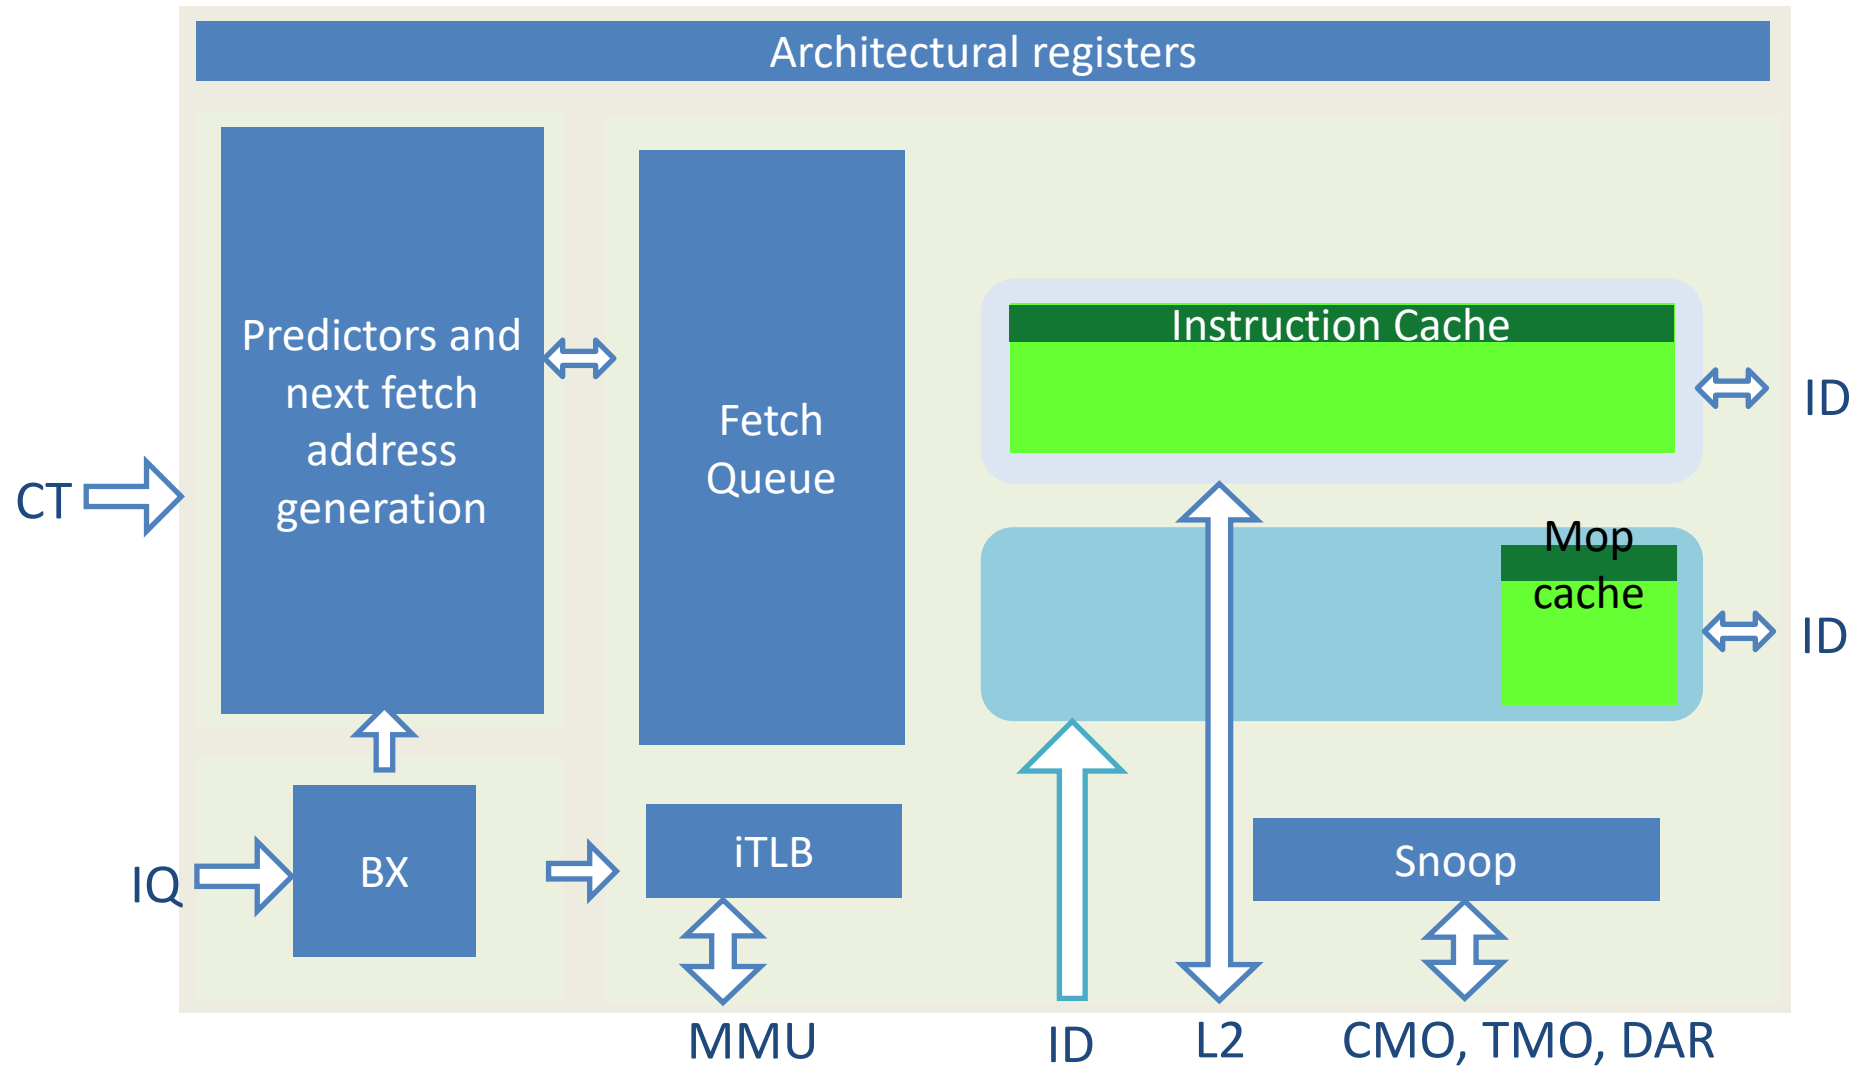 Architectural registers
Predictors and
next fetch
address
generation
Fetch
Queue
Instruction Cache
ID
CT
Mop
cache
ID
BX
IQ
iTLB
Snoop
MMU
ID
L2
CMO, TMO, DAR